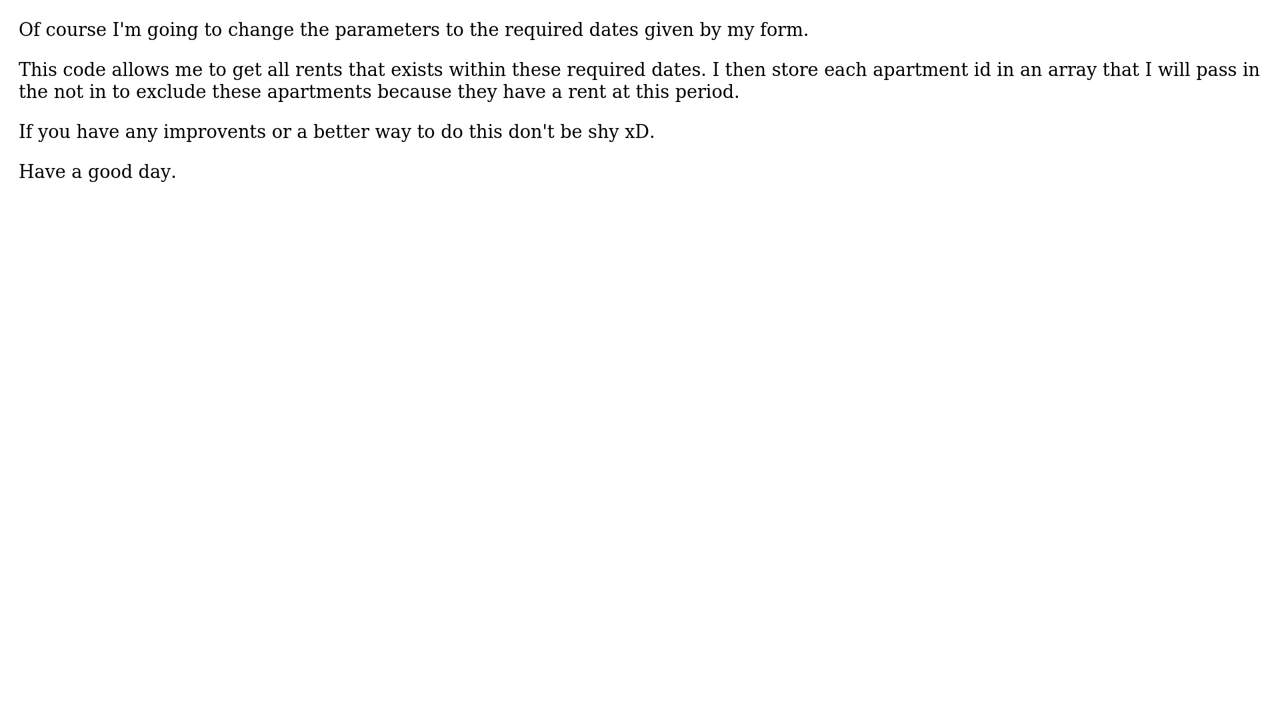 Of course I'm going to change the parameters to the required dates given by my form.
This code allows me to get all rents that exists within these required dates. I then store each apartment id in an array that I will pass in
the not in to exclude these apartments because they have a rent at this period.
If you have any improvents or a better way to do this don't be shy xD.
Have a good day.